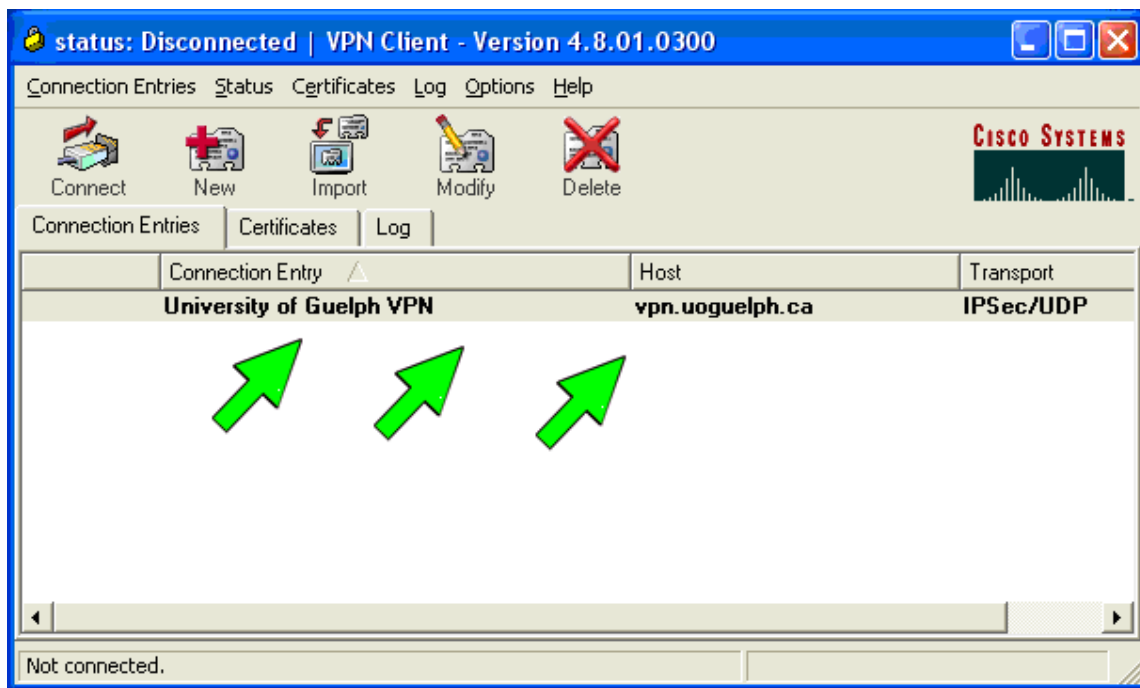 status: Disconnected | VPN Client - Version 4.8.01.0300
Connection Entries Status Certificates Log Options Help
Connect New Import Modify Delete
CISCO SYSTEMS
Connection Entries Certificates Log
Connection Entry Host Transport
University of Guelph VPN vpn.uoguelph.ca IPSec/UDP
Not connected.